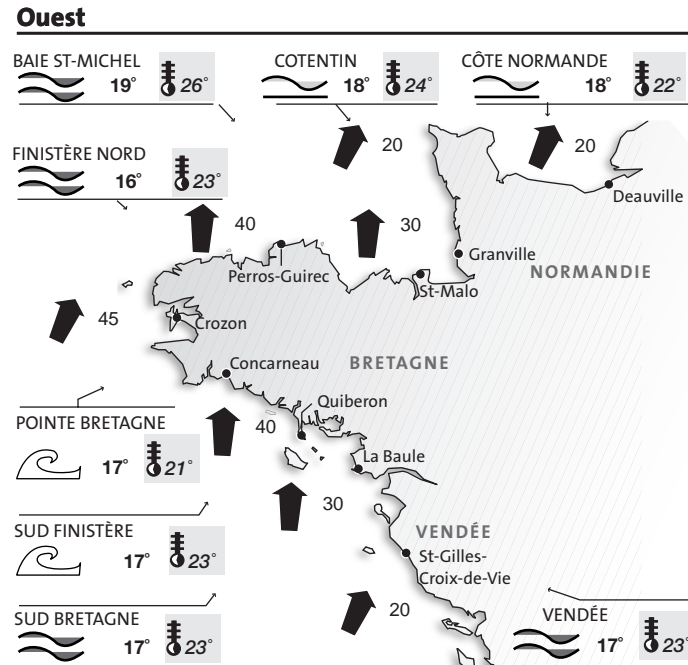 Ouest
BAIE ST-MICHEL
19° 26°
COTENTIN
18° 24°
CÔTE NORMANDE
18° 22°
20
20
FINISTÈRE NORD
16° 23°
Deauville
40
30
Granville
NORMANDIE
Perros-Guirec
St-Malo
45
Crozon
Concarneau
BRETAGNE
Quiberon
POINTE BRETAGNE
17° 21°
40
La Baule
30
SUD FINISTÈRE
17° 23°
VENDÉE
St-Gilles-
Croix-de-Vie
20
SUD BRETAGNE
17° 23°
VENDÉE
17° 23°